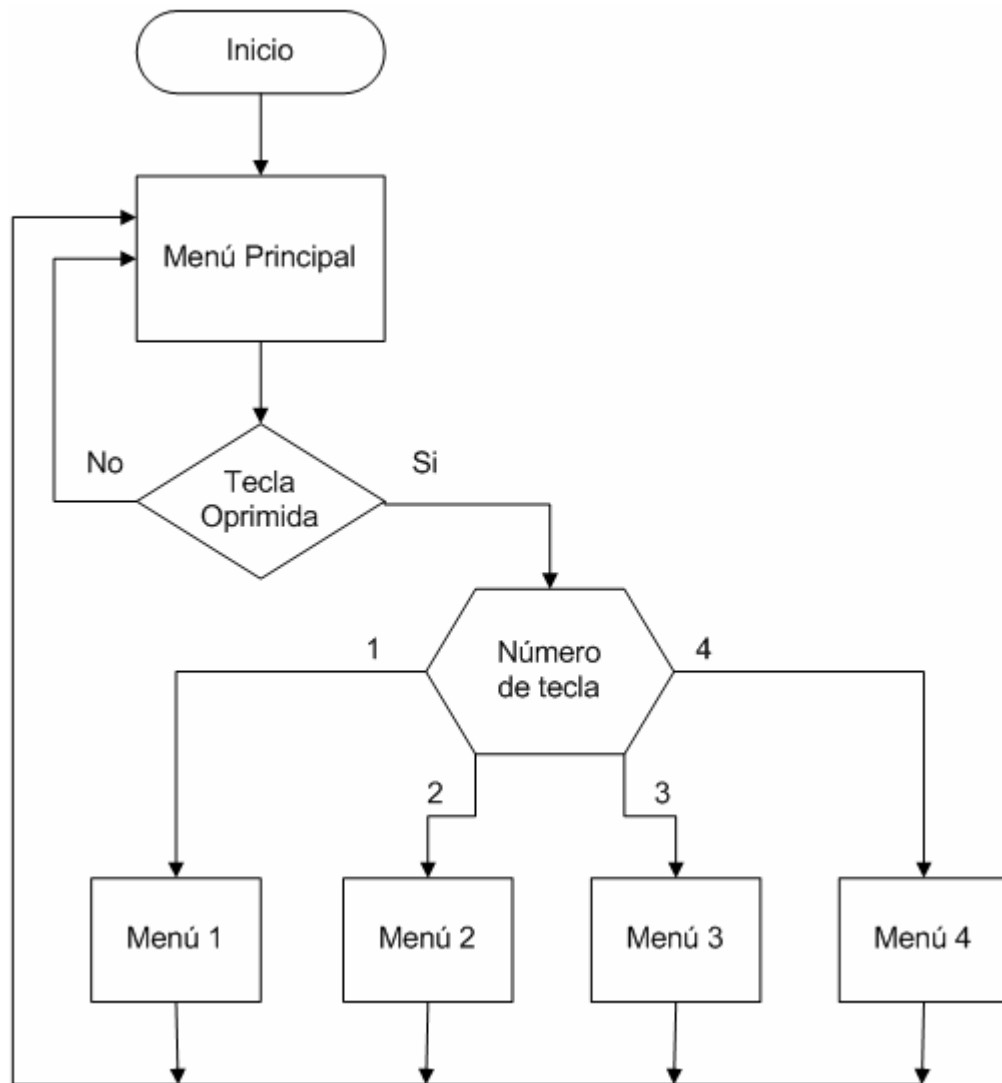 Inicio
Menú Principal
No
Si
Tecla
Oprimida
1
Número
de tecla
4
2
3
Menú 1
Menú 2
Menú 3
Menú 4